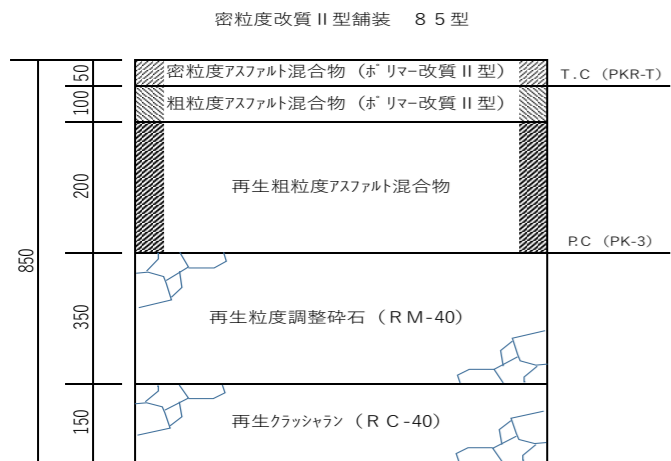 密粒度改質Ⅱ型舗装 85型
50
密粒度ｱｽﾌｧﾙﾄ混合物（ﾎﾟﾘﾏｰ改質Ⅱ型）
T.C（PKR-T）
100
粗粒度ｱｽﾌｧﾙﾄ混合物（ﾎﾟﾘﾏｰ改質Ⅱ型）
200
再生粗粒度ｱｽﾌｧﾙﾄ混合物
P.C（PK-3）
850
350
再生粒度調整砕石（RM-40）
150
再生ｸﾗｯｼｬﾗﾝ（RC-40）